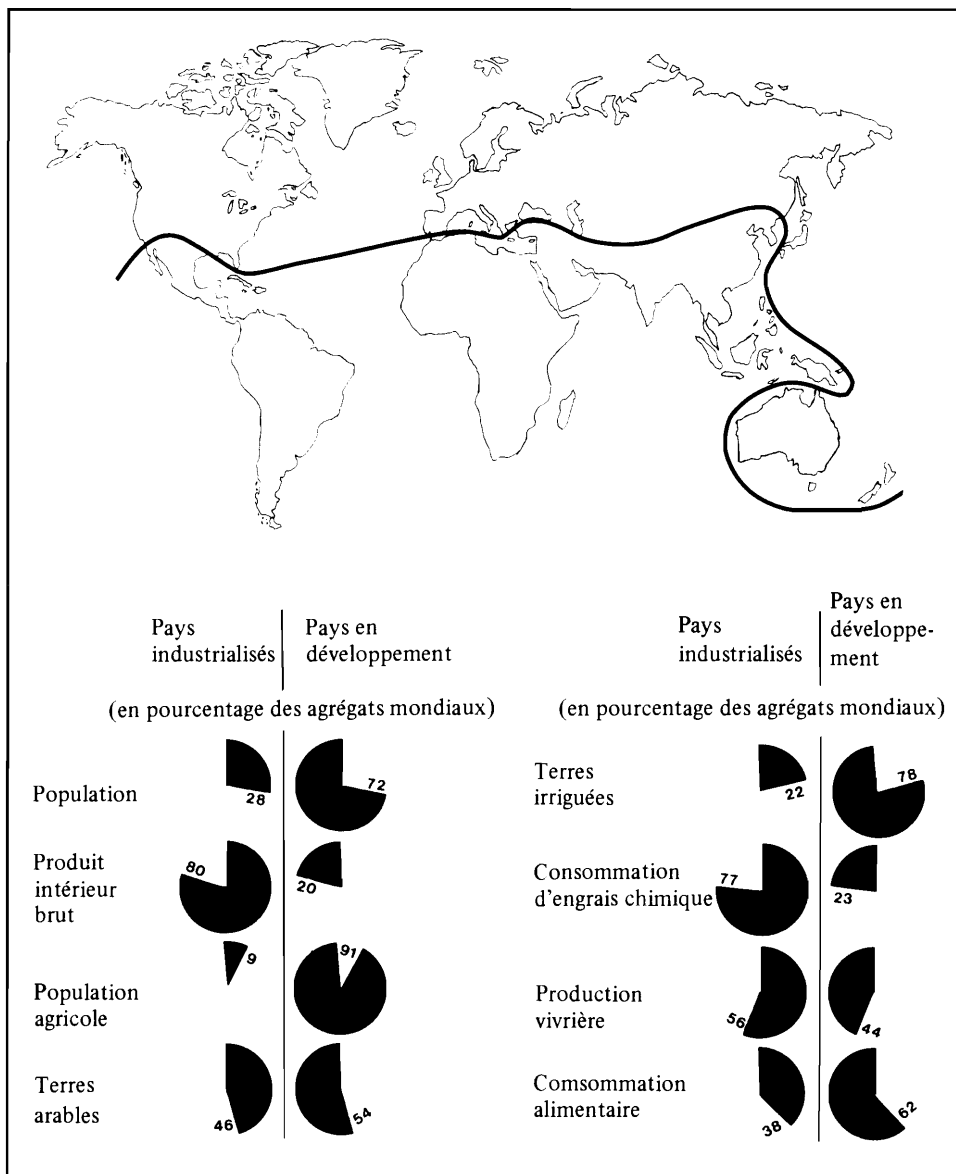 Pays
industrialisés
Pays en
développement
(en pourcentage des agrégats mondiaux)
Population
28
72
Produit
intérieur
brut
80
20
Population
agricole
9
91
Terres
arables
46
54
Pays
industrialisés
Pays en
développe-
ment
(en pourcentage des agrégats mondiaux)
Terres
irriguées
22
78
Consommation
d'engrais chimique
77
23
Production
vivrière
56
44
Comsommation
alimentaire
38
62